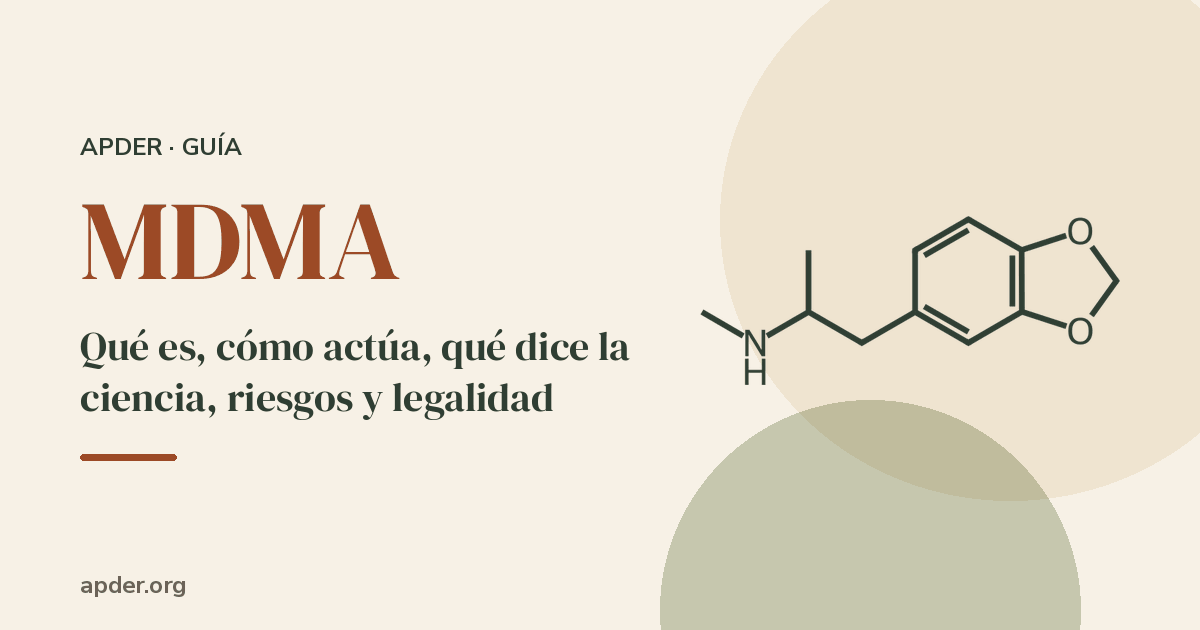 APDER · GUÍA
MDMA
Qué es, cómo actúa, qué dice la
ciencia, riesgos y legalidad
O
O
N
H
apder.org